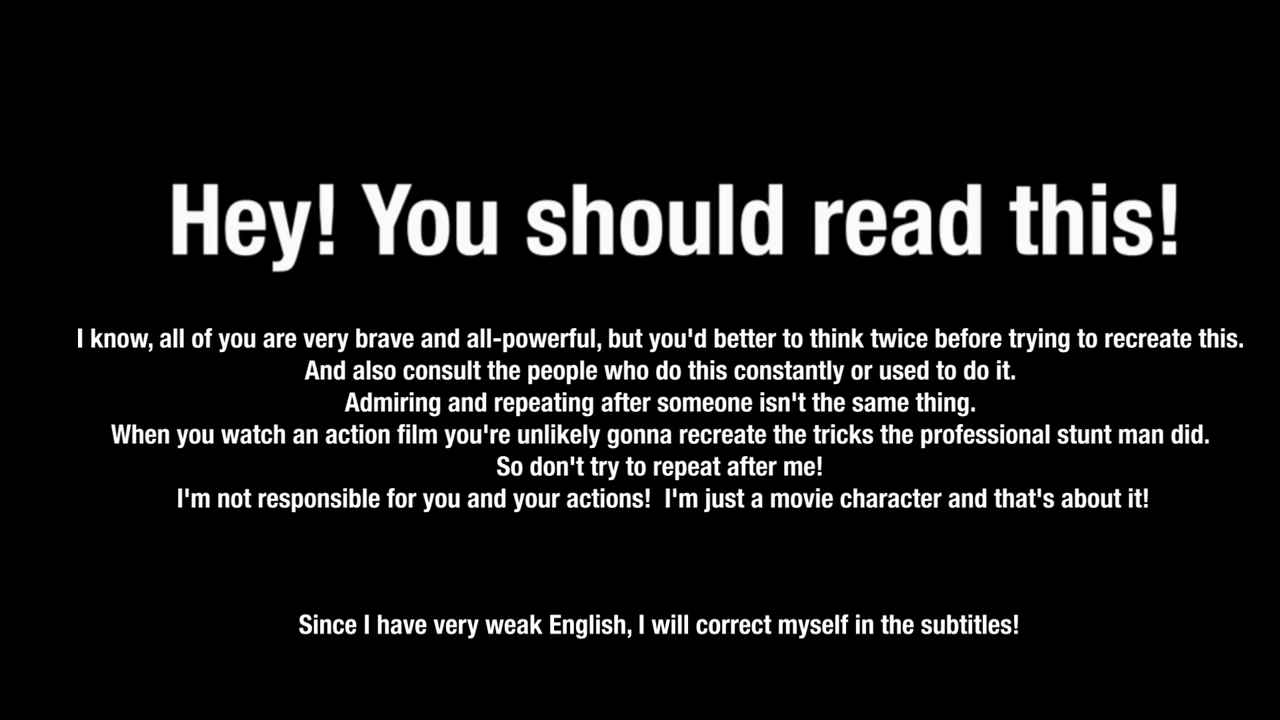 Hey! You should read this!
I know, all of you are very brave and all-powerful, but you'd better to think twice before trying to recreate this.
And also consult the people who do this constantly or used to do it.
Admiring and repeating after someone isn't the same thing.
When you watch an action film you're unlikely gonna recreate the tricks the professional stunt man did.
So don't try to repeat after me!
I'm not responsible for you and your actions!  I'm just a movie character and that's about it!
Since I have very weak English, I will correct myself in the subtitles!